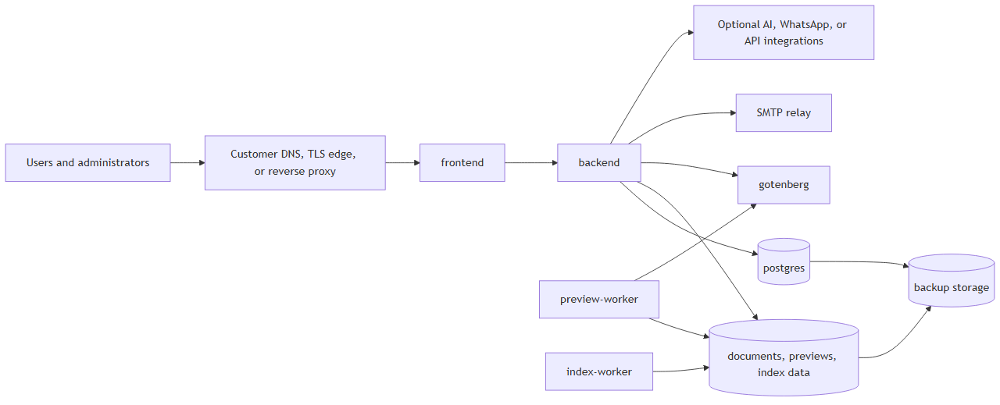 Optional AI, WhatsApp, or
API integrations
SMTP relay
Users and administrators
Customer DNS, TLS edge,
or reverse proxy
frontend
backend
gotenberg
postgres
backup storage
preview-worker
documents, previews,
index data
index-worker